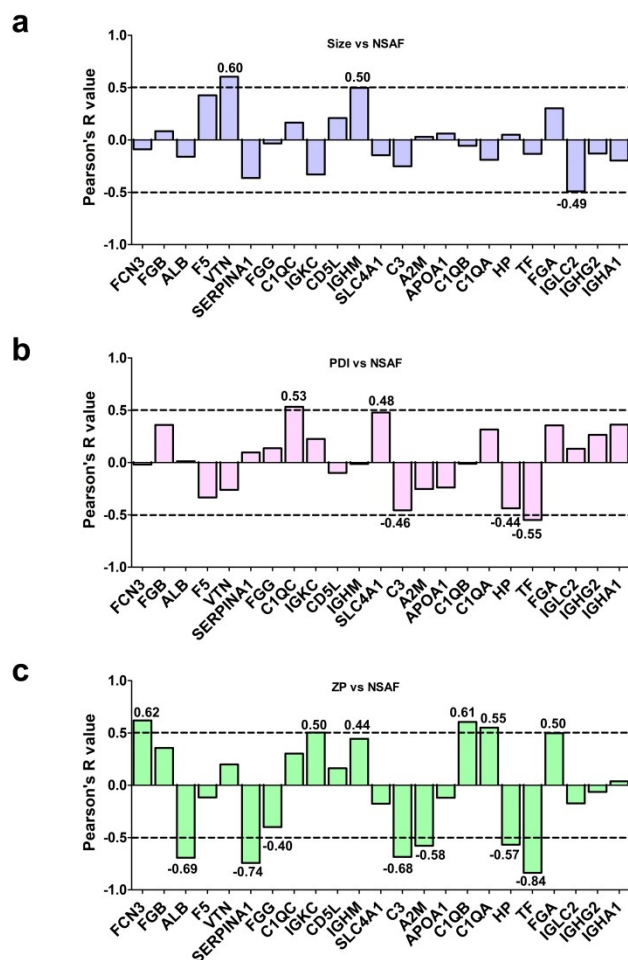 a
Size vs NSAF
Pearson's R value
1.0
0.5
0.0
-0.5
-1.0
0.60
0.50
-0.49
FCN3
FGB
ALB
F5
VTN
SERPINA1
FGG
C1QC
IGKC
CD5L
IGHM
SLC4A1
C3
A2M
APOA1
C1QB
C1QA
HP
TF
FGA
IGLC2
IGHG2
IGHA1
b
PDI vs NSAF
Pearson's R value
1.0
0.5
0.0
-0.5
-1.0
0.53
0.48
-0.46
-0.44
-0.55
FCN3
FGB
ALB
F5
VTN
SERPINA1
FGG
C1QC
IGKC
CD5L
IGHM
SLC4A1
C3
A2M
APOA1
C1QB
C1QA
HP
TF
FGA
IGLC2
IGHG2
IGHA1
c
ZP vs NSAF
Pearson's R value
1.0
0.5
0.0
-0.5
-1.0
0.62
-0.69
-0.74
-0.40
0.50
0.44
-0.68
-0.58
0.61
0.55
-0.57
-0.84
0.50
FCN3
FGB
ALB
F5
VTN
SERPINA1
FGG
C1QC
IGKC
CD5L
IGHM
SLC4A1
C3
A2M
APOA1
C1QB
C1QA
HP
TF
FGA
IGLC2
IGHG2
IGHA1